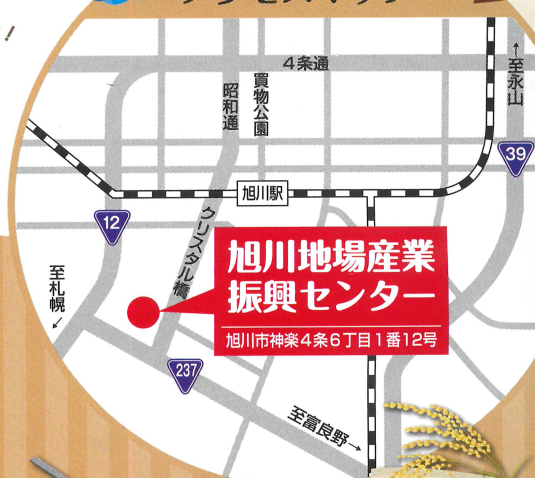 4条通
買物公園
昭和通
↑至永山
39
旭川駅
12
クリスタル橋
至札幌↙
旭川地場産業
振興センター
旭川市神楽4条6丁目1番12号
237
至富良野→